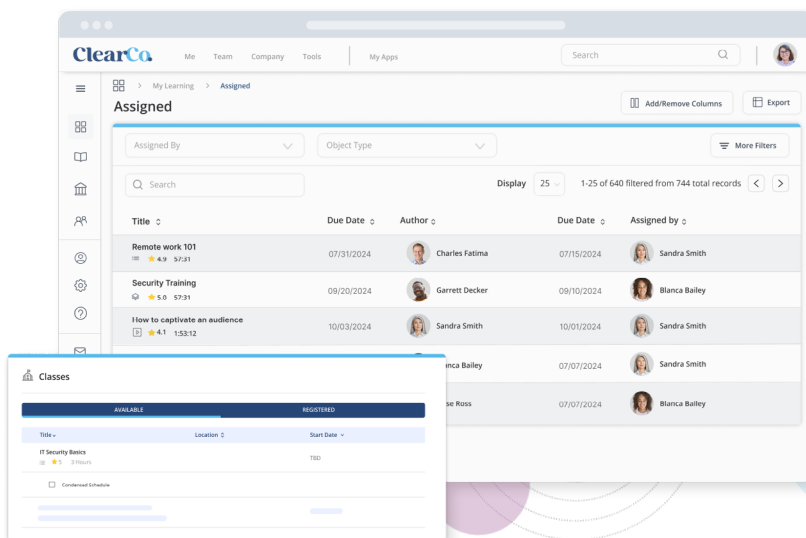 ClearCo.
Me Team Company Tools My Apps Search
My Learning > Assigned
Assigned
Add/Remove Columns Export
Assigned By Object Type More Filters
Search Display 25 1-25 of 640 filtered from 744 total records
Title Due Date Author Due Date Assigned by
Remote work 101
4.9 57:31
07/31/2024 Charles Fatima 07/15/2024 Sandra Smith
Security Training
5.0 57:31
09/20/2024 Garrett Decker 09/10/2024 Blanca Bailey
How to captivate an audience
4.1 1:53:12
10/03/2024 Sandra Smith 10/01/2024 Sandra Smith
Bailey 07/07/2024 Sandra Smith
Ross 07/07/2024 Blanca Bailey
Classes
AVAILABLE REGISTERED
Title Location Start Date
IT Security Basics
5 3 Hours
TBD
Condensed Schedule